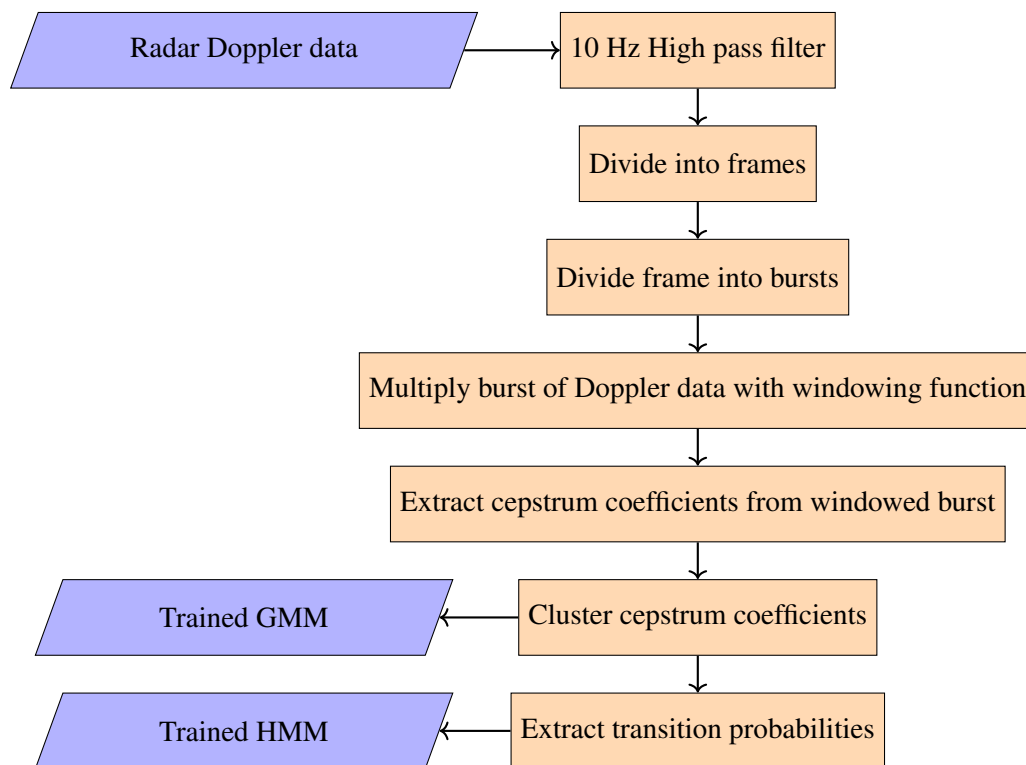 Radar Doppler data
10 Hz High pass filter
Divide into frames
Divide frame into bursts
Multiply burst of Doppler data with windowing function
Extract cepstrum coefficients from windowed burst
Trained GMM
Cluster cepstrum coefficients
Trained HMM
Extract transition probabilities